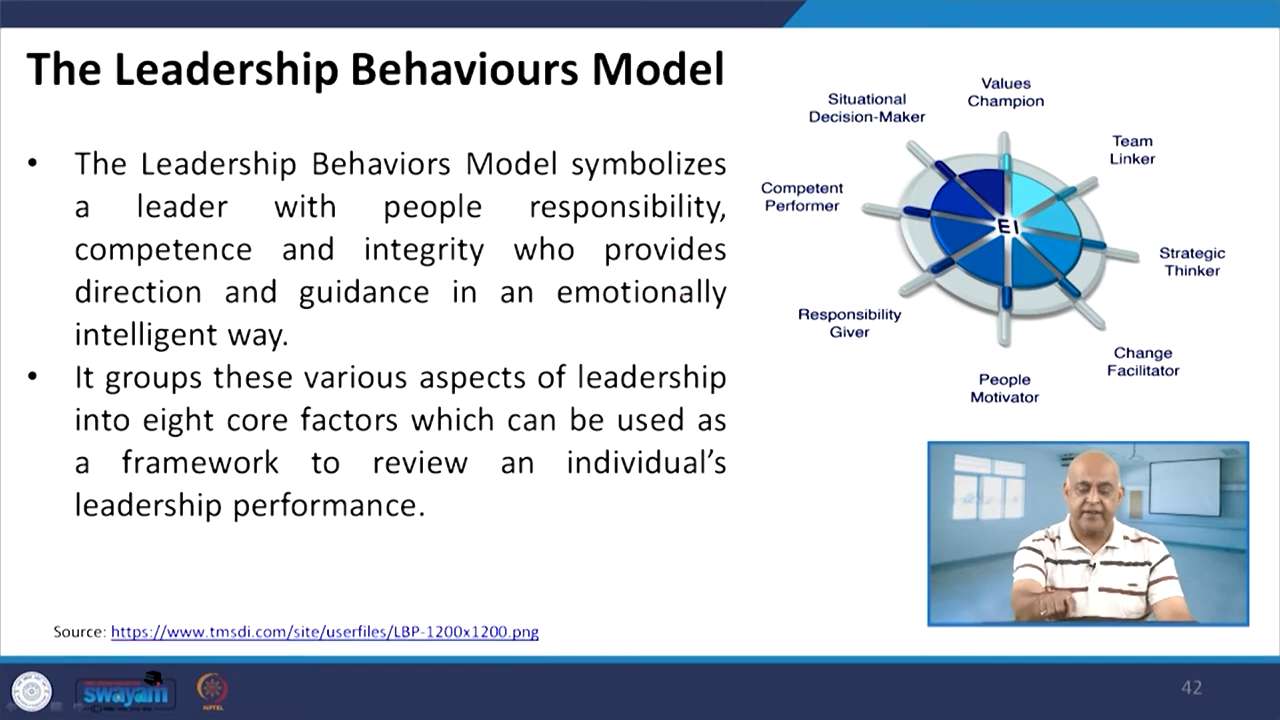 The Leadership Behaviours Model
• The Leadership Behaviors Model symbolizes
a leader with people responsibility,
competence and integrity who provides
direction and guidance in an emotionally
intelligent way.
• It groups these various aspects of leadership
into eight core factors which can be used as
a framework to review an individual’s
leadership performance.
Values
Champion
Team
Linker
Strategic
Thinker
Change
Facilitator
People
Motivator
Responsibility
Giver
Competent
Performer
Situational
Decision-Maker
EI
Source: https://www.tmsdi.com/site/userfiles/LBP-1200x1200.png
swayam
NPTEL
42